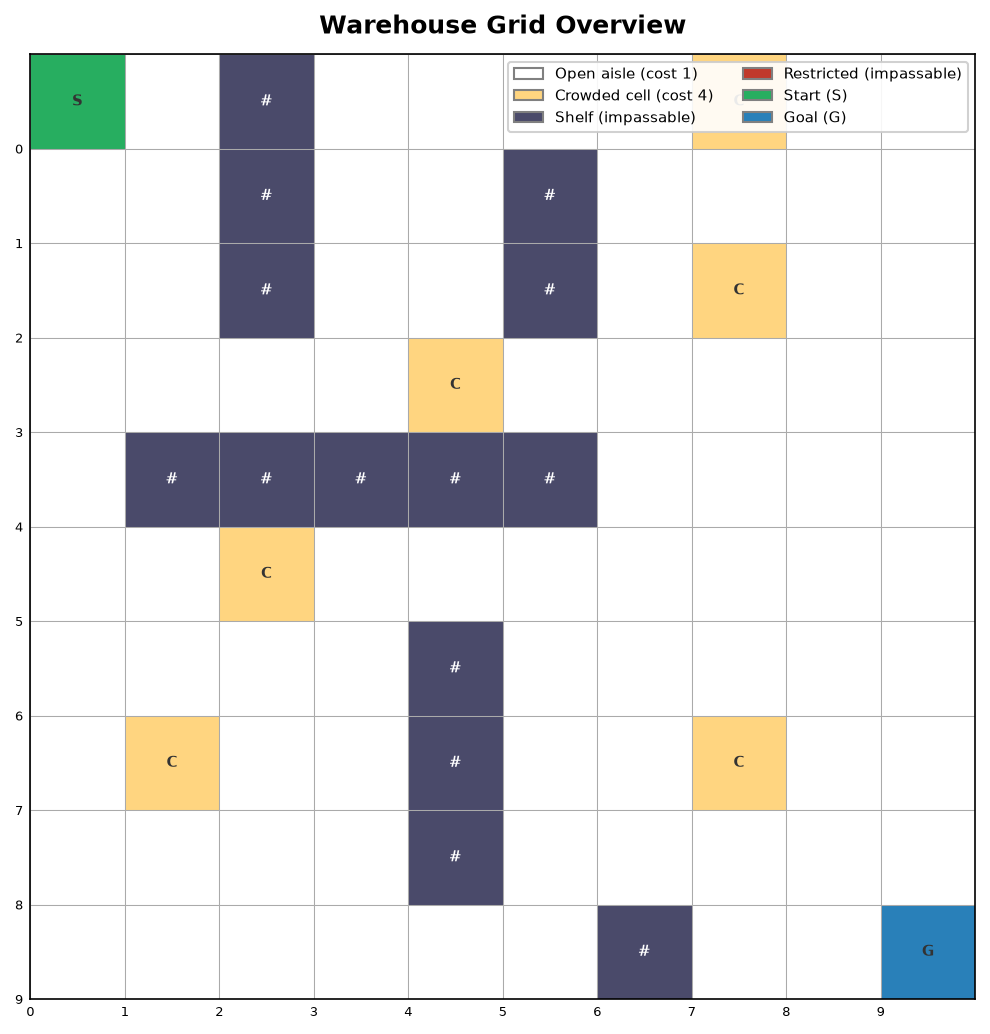 Warehouse Grid Overview
Open aisle (cost 1)
Crowded cell (cost 4)
Shelf (impassable)
Restricted (impassable)
Start (S)
Goal (G)
S #
0
# #
1
# # C
2
C
3
# # # # #
4
C
5
#
6
C # C
7
#
8
# G
9
0 1 2 3 4 5 6 7 8 9